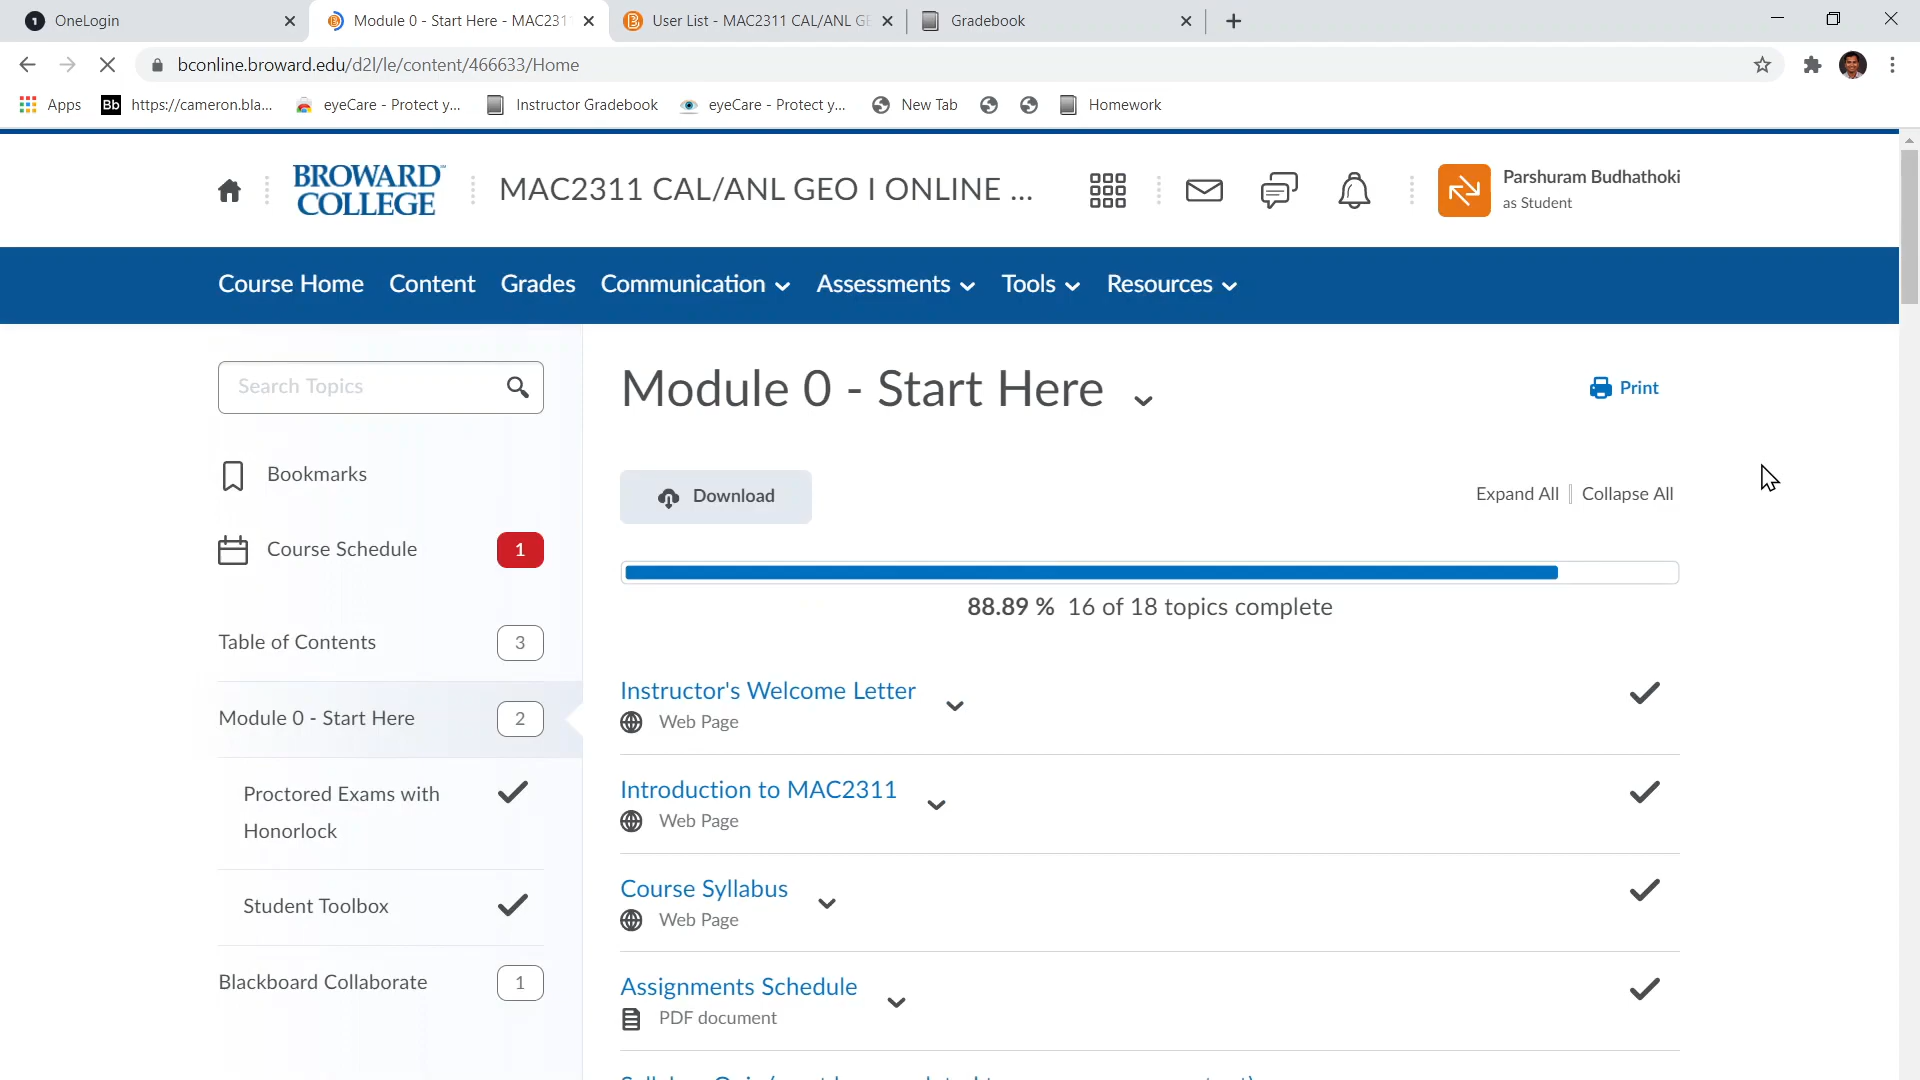 OneLogin
Module 0 - Start Here - MAC231
User List - MAC2311 CAL/ANL GE
Gradebook
bconline.broward.edu/d2l/le/content/466633/Home
Apps
Bb
https://cameron.bla...
eyeCare - Protect y...
Instructor Gradebook
eyeCare - Protect y...
New Tab
Homework
BROWARD
COLLEGE
MAC2311 CAL/ANL GEO I ONLINE ...
Parshuram Budhathoki
as Student
Course Home
Content
Grades
Communication
Assessments
Tools
Resources
Search Topics
Bookmarks
Course Schedule
1
Table of Contents
3
Module 0 - Start Here
2
Proctored Exams with
Honorlock
Student Toolbox
Blackboard Collaborate
1
Module 0 - Start Here
Print
Download
Expand All
Collapse All
88.89 % 16 of 18 topics complete
Instructor's Welcome Letter
Web Page
Introduction to MAC2311
Web Page
Course Syllabus
Web Page
Assignments Schedule
PDF document